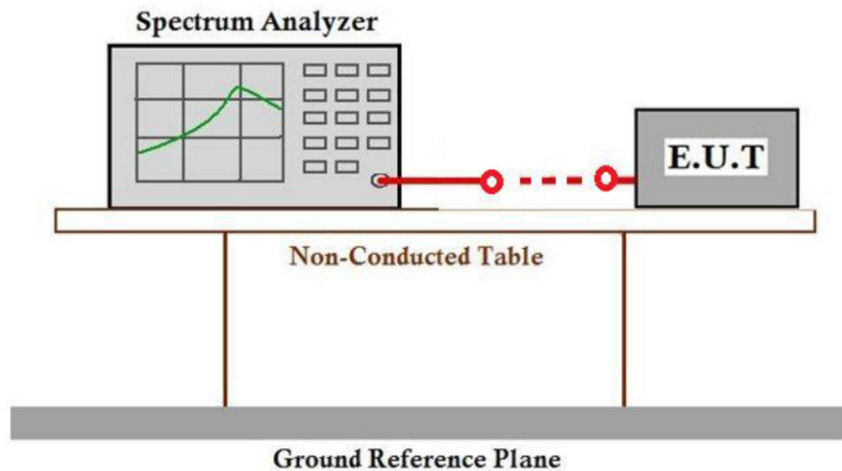 Spectrum Analyzer
E.U.T
Non-Conducted Table
Ground Reference Plane